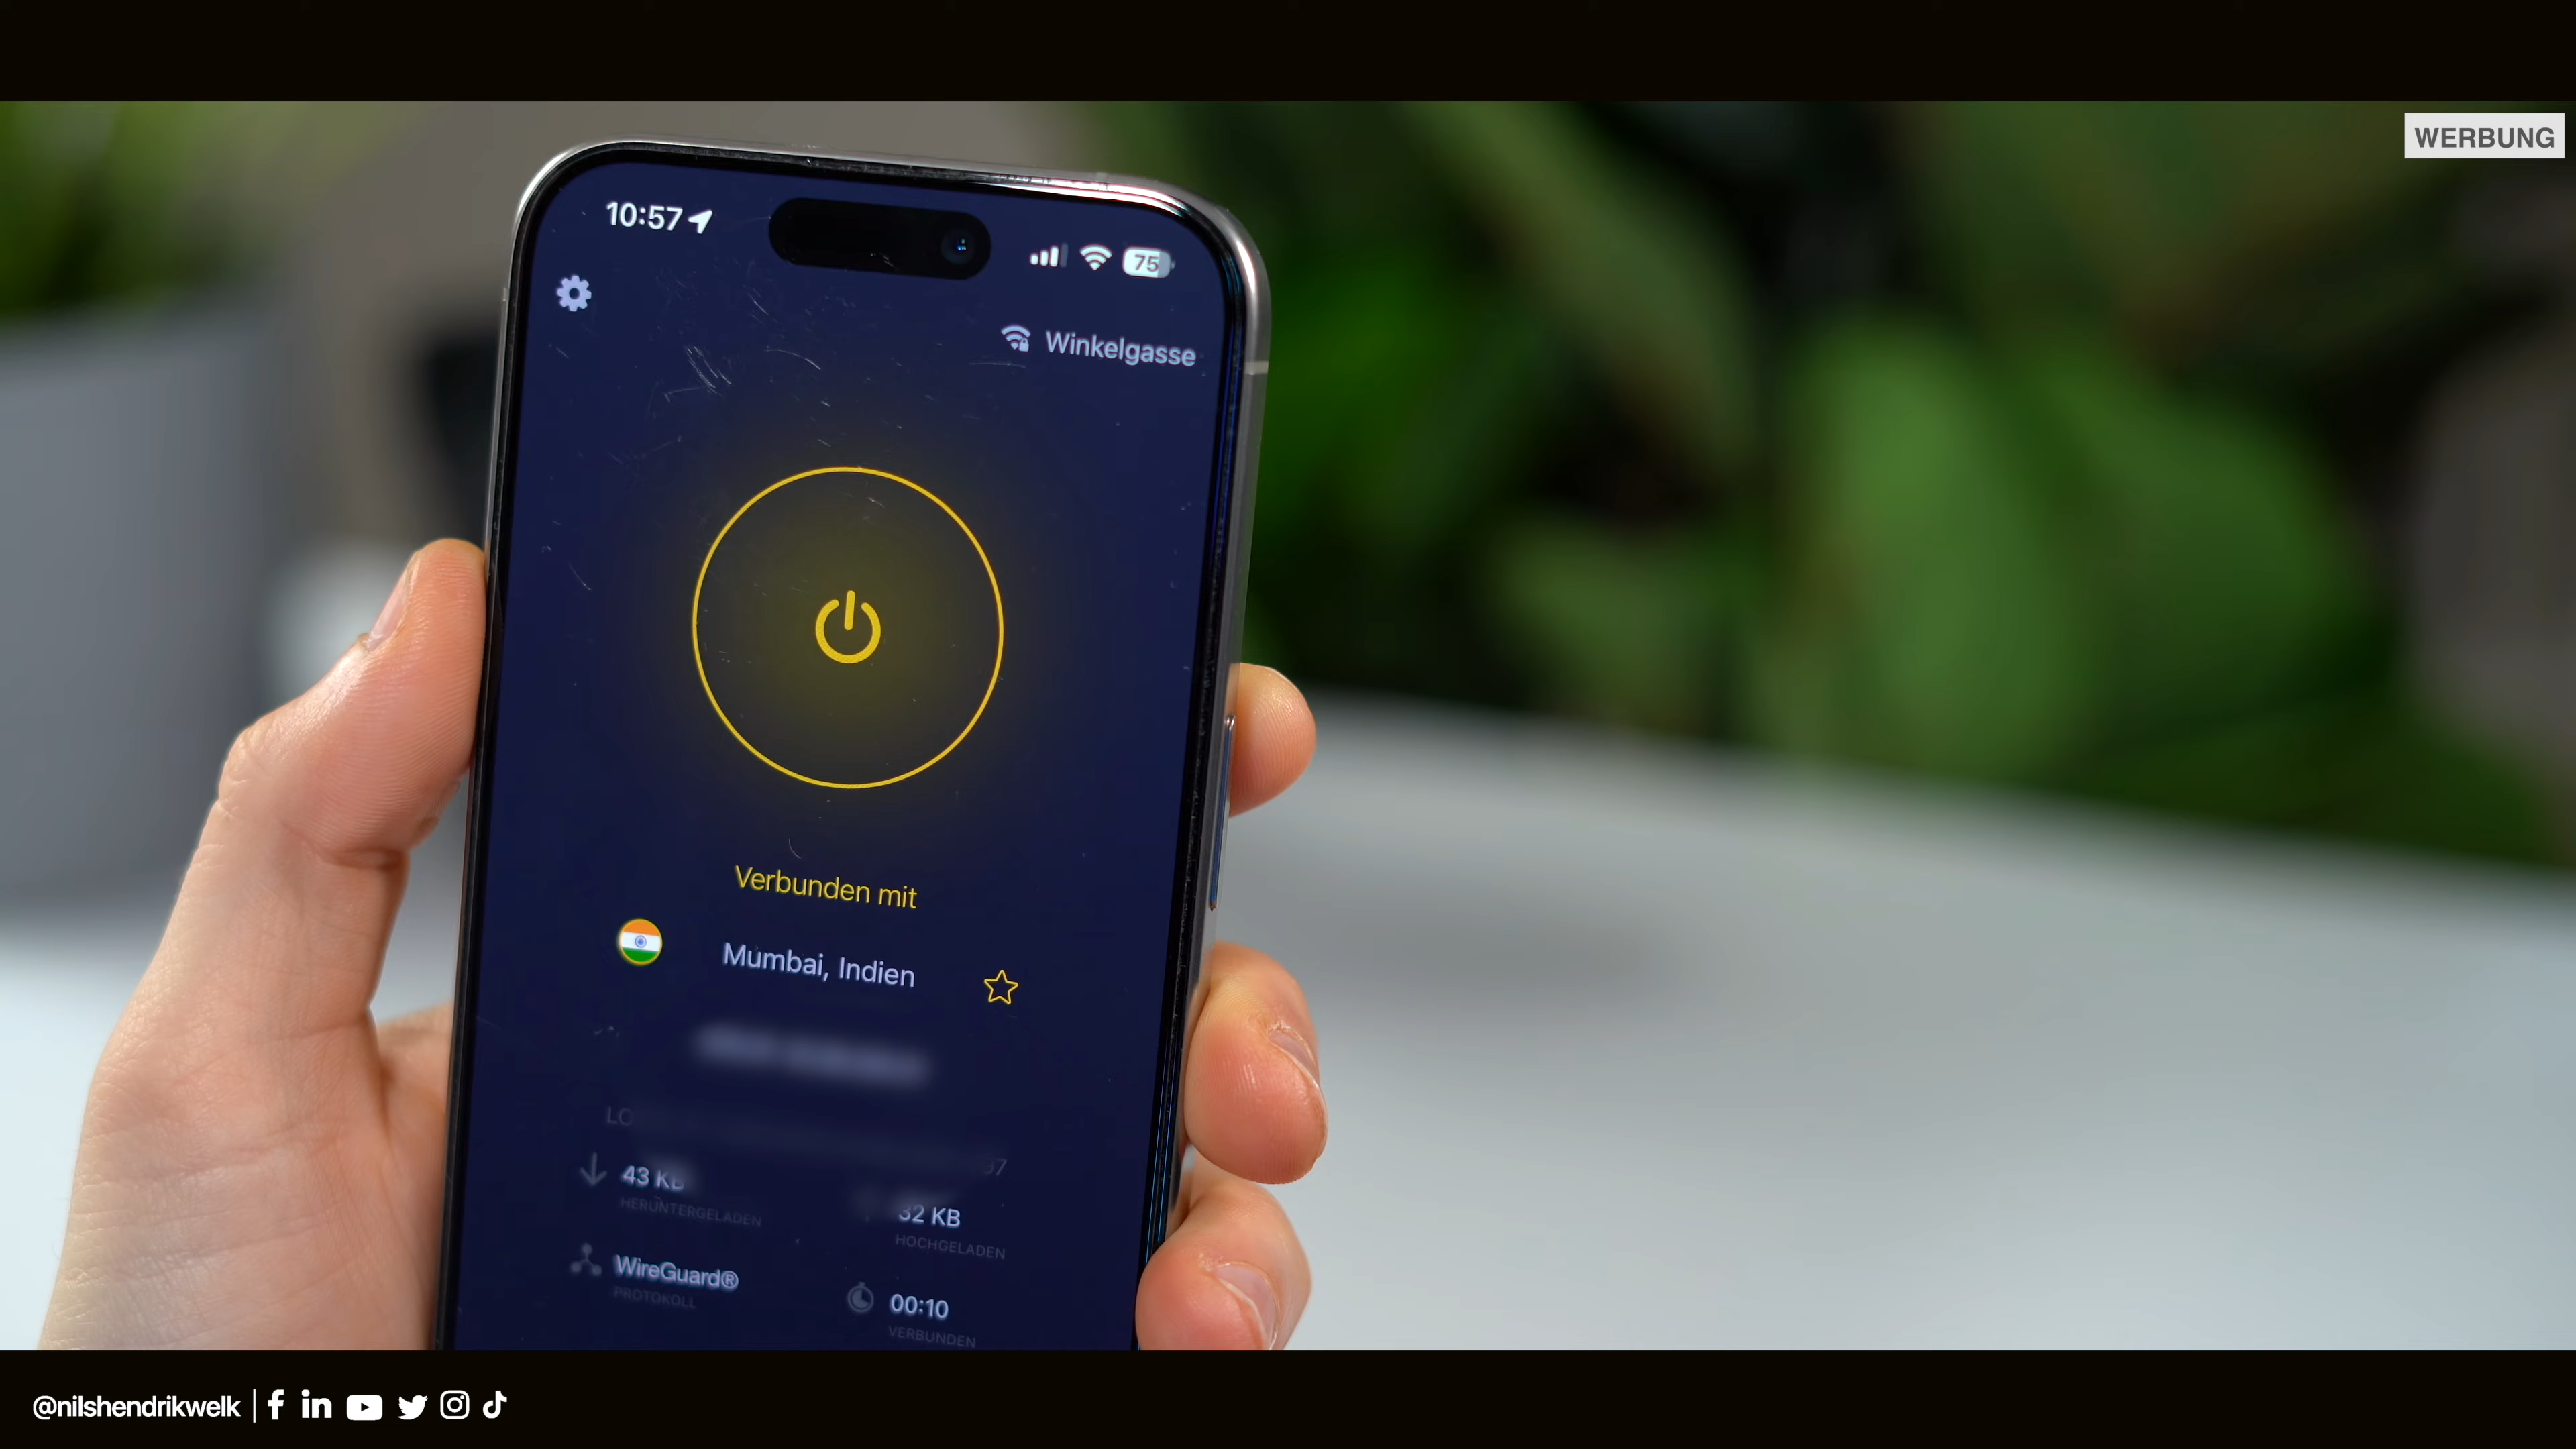 WERBUNG
10:57
75
Winkelgasse
Verbunden mit
Mumbai, Indien
43 KB
HERUNTERGELADEN
32 KB
HOCHGELADEN
WireGuard®
PROTOKOLL
00:10
VERBUNDEN
@nilshendrikwelk